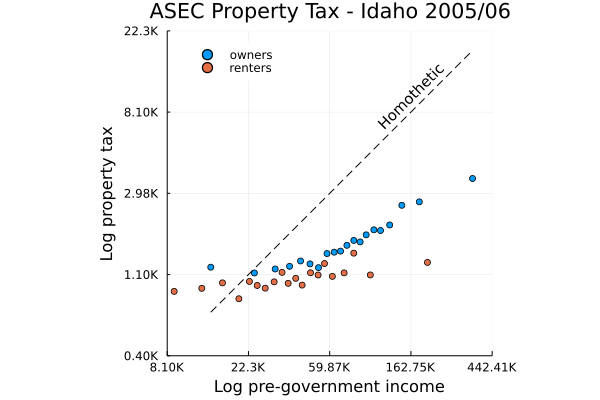 ASEC Property Tax - Idaho 2005/06
22.3K
8.10K
2.98K
1.10K
0.40K
Log property tax
owners
renters
Homothetic
8.10K 22.3K 59.87K 162.75K 442.41K
Log pre-government income